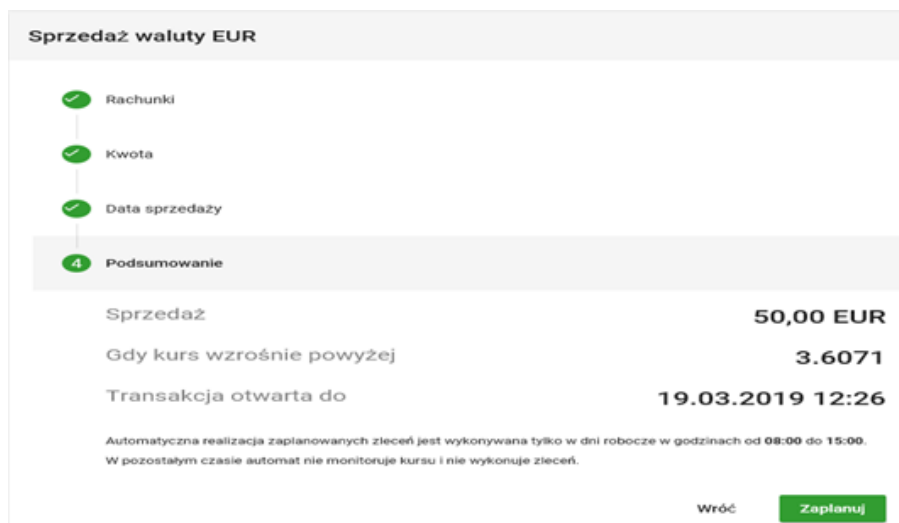 Sprzedaż waluty EUR
Rachunki
Kwota
Data sprzedaży
4 Podsumowanie
Sprzedaż 50,00 EUR
Gdy kurs wzrośnie powyżej 3.6071
Transakcja otwarta do 19.03.2019 12:26
Automatyczna realizacja zaplanowanych zleceń jest wykonywana tylko w dni robocze w godzinach od 08:00 do 15:00.
W pozostałym czasie automat nie monitoruje kursu i nie wykonuje zleceń.
Wróć Zaplanuj